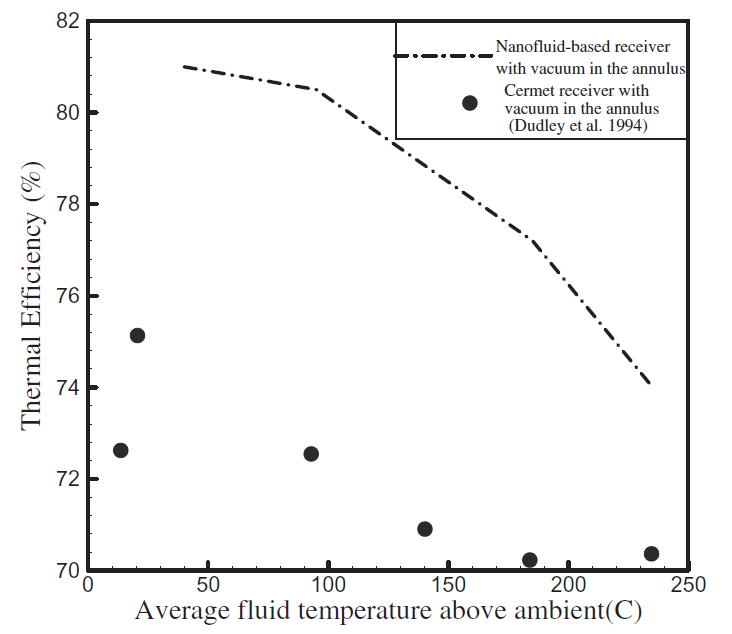 82
80
78
76
74
72
70
0
50
100
150
200
250
Thermal Efficiency (%)
Average fluid temperature above ambient(C)
Nanofluid-based receiver
with vacuum in the annulus
Cermet receiver with
vacuum in the annulus
(Dudley et al. 1994)